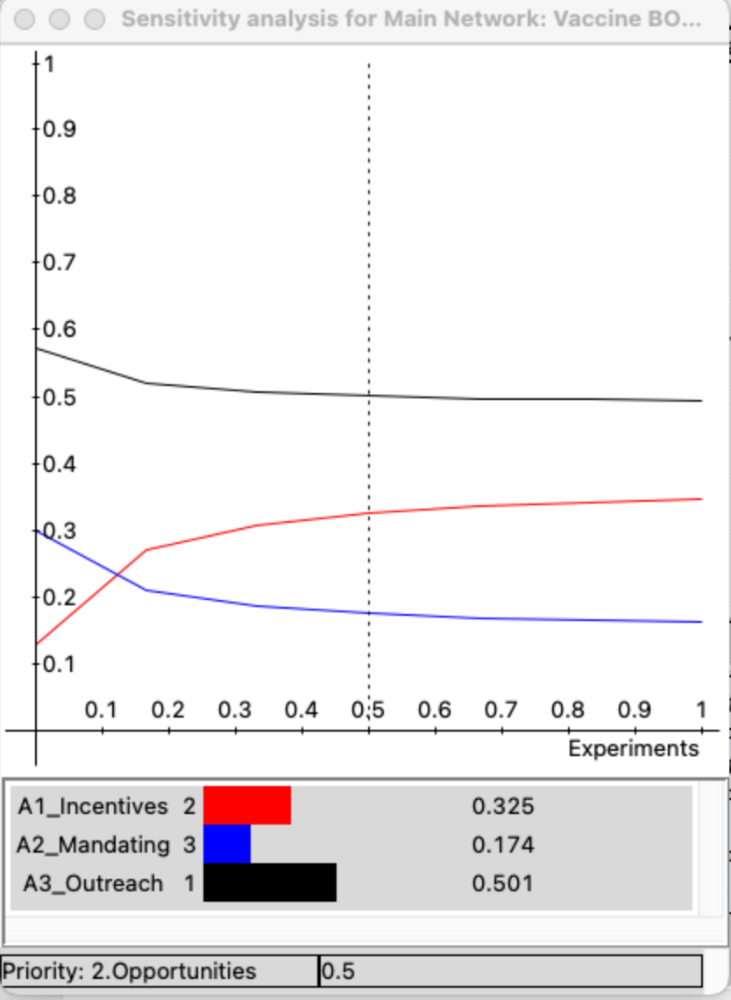 Sensitivity analysis for Main Network: Vaccine BO...
1
0.9
0.8
0.7
0.6
0.5
0.4
0.3
0.2
0.1
0.1 0.2 0.3 0.4 0.5 0.6 0.7 0.8 0.9 1
Experiments
A1_Incentives 2 0.325
A2_Mandating 3 0.174
A3_Outreach 1 0.501
Priority: 2.Opportunities 0.5